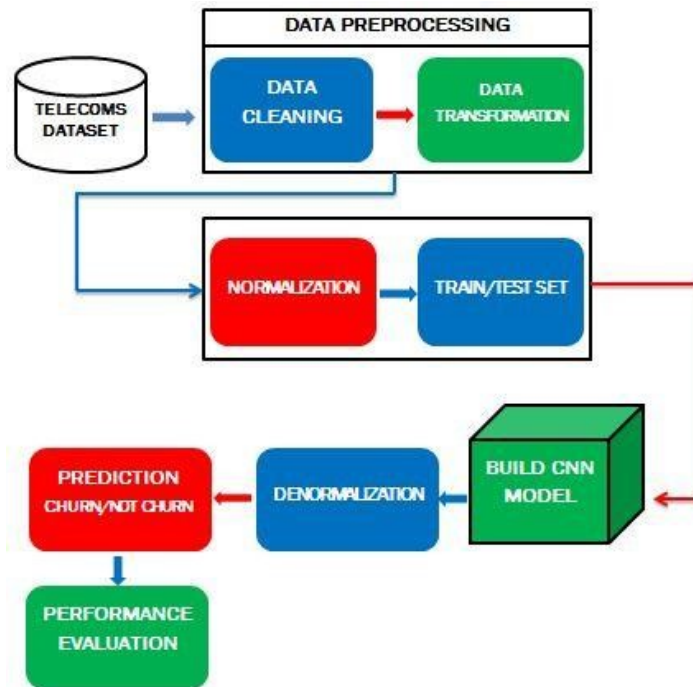 DATA PREPROCESSING
TELECOMS
DATASET
DATA
CLEANING
DATA
TRANSFORMATION
NORMALIZATION
TRAIN/TEST SET
BUILD CNN
MODEL
DENORMALIZATION
PREDICTION
CHURN/NOT CHURN
PERFORMANCE
EVALUATION